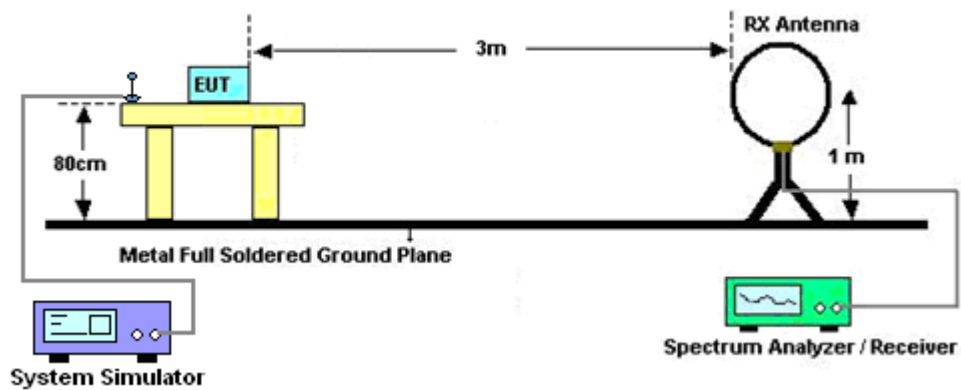 RX Antenna
3m
EUT
80cm
1 m
Metal Full Soldered Ground Plane
System Simulator
Spectrum Analyzer / Receiver